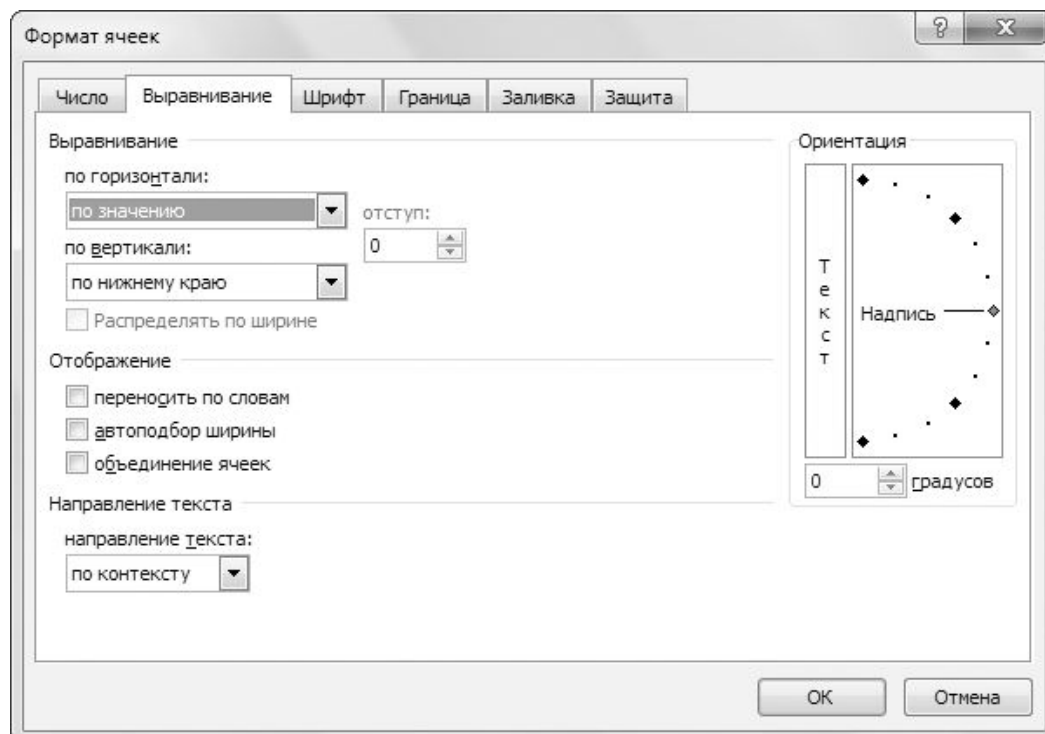 Формат ячеек
?
Число Выравнивание Шрифт Граница Заливка Защита
Выравнивание
по горизонтали:
по значению
отступ:
0
по вертикали:
по нижнему краю
Распределять по ширине
Отображение
переносить по словам
автоподбор ширины
объединение ячеек
Направление текста
направление текста:
по контексту
Ориентация
Текст
Надпись
0 градусов
ОК Отмена